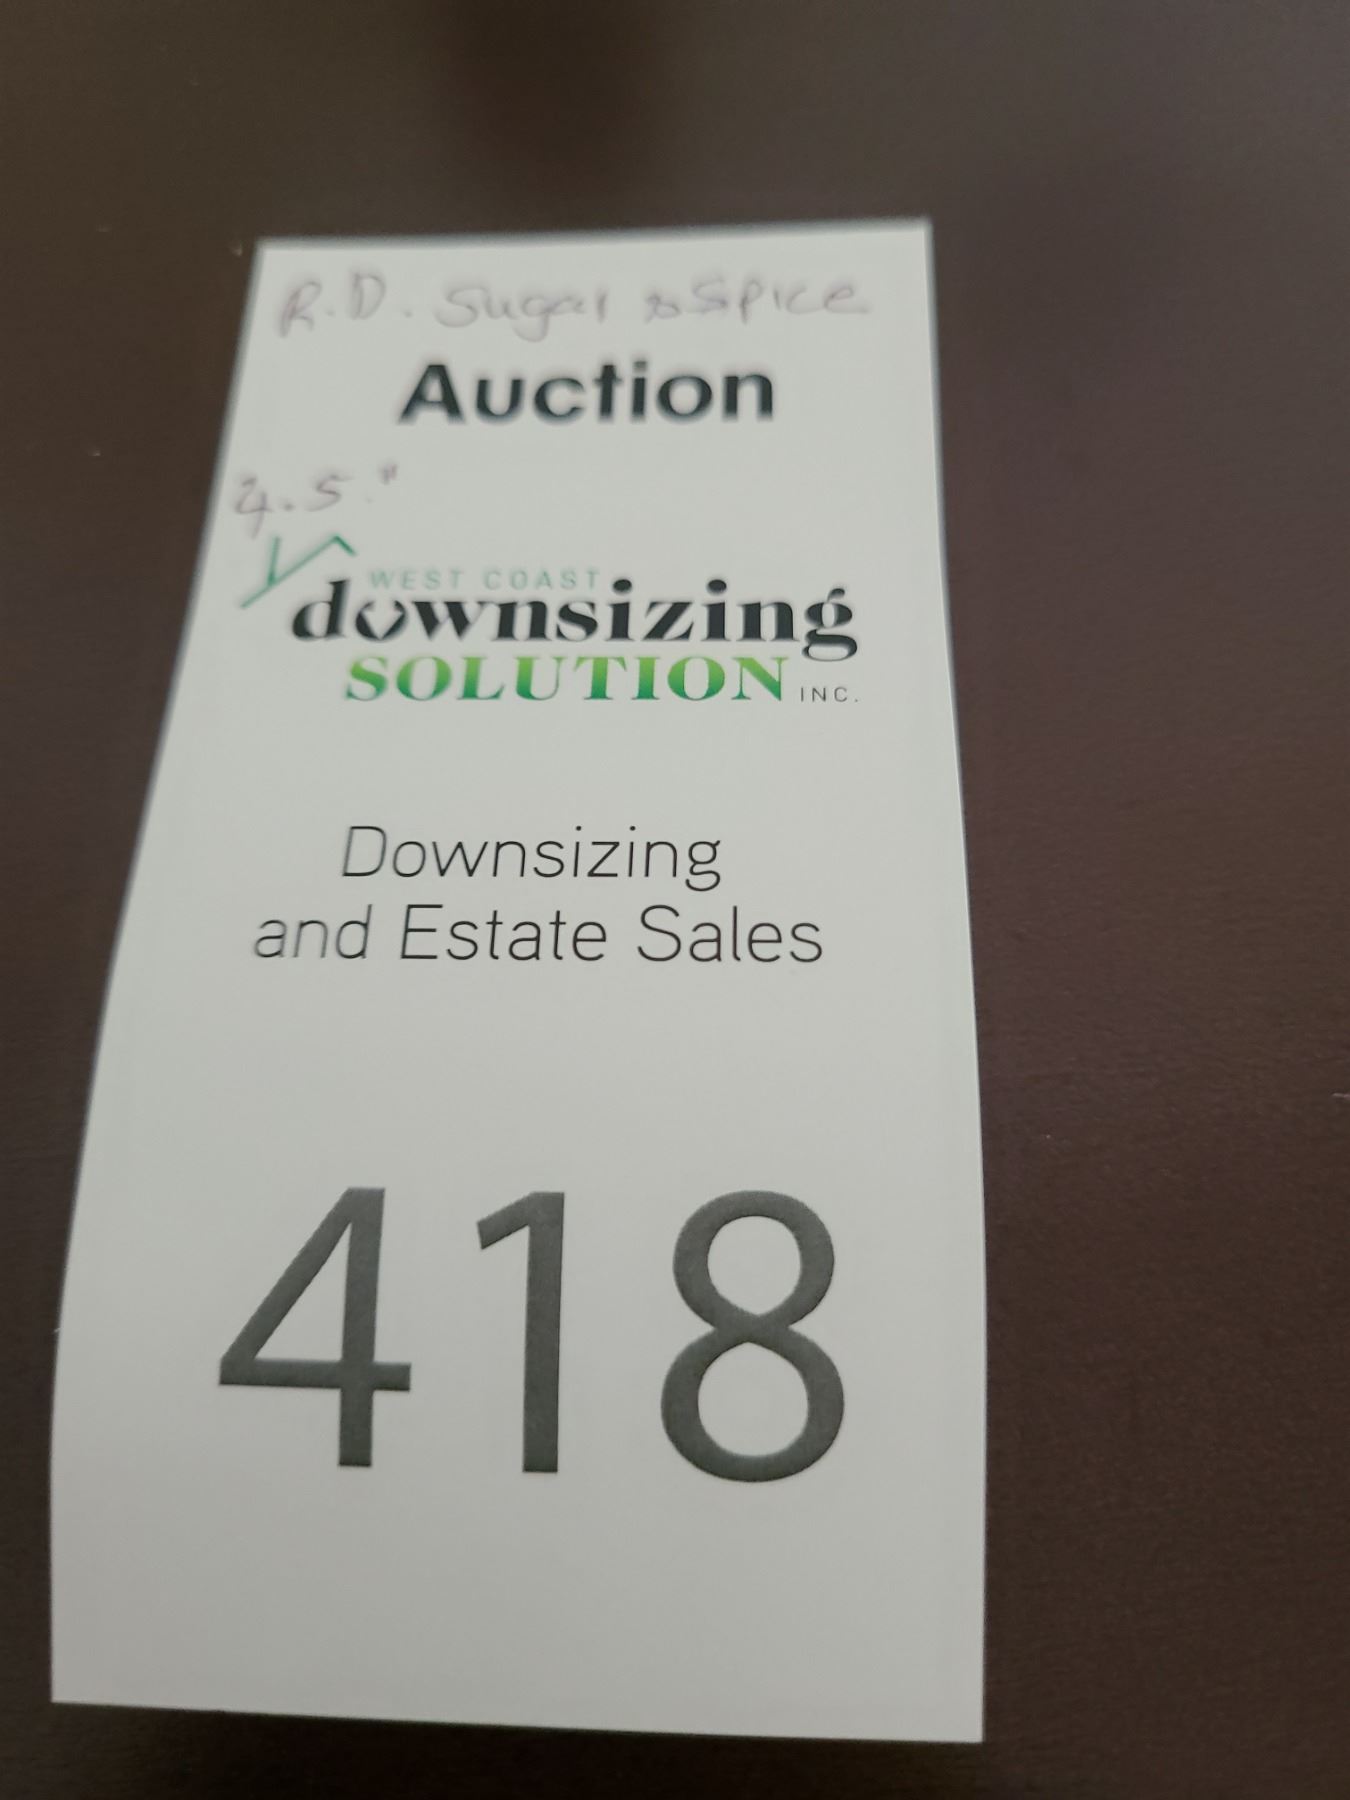 R.D. Sugar & Spice
Auction
4.5"
WEST COAST
downsizing
SOLUTION INC.
Downsizing
and Estate Sales
418